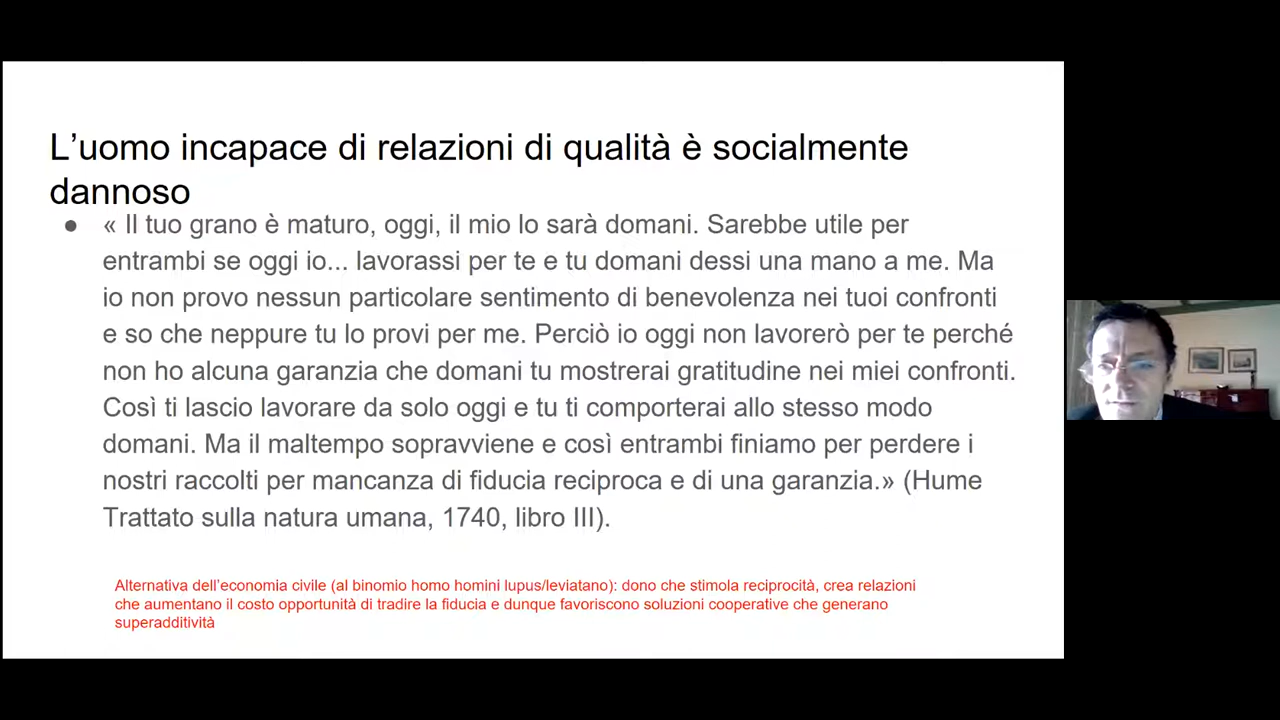 L’uomo incapace di relazioni di qualità è socialmente
dannoso
● « Il tuo grano è maturo, oggi, il mio lo sarà domani. Sarebbe utile per
entrambi se oggi io... lavorassi per te e tu domani dessi una mano a me. Ma
io non provo nessun particolare sentimento di benevolenza nei tuoi confronti
e so che neppure tu lo provi per me. Perciò io oggi non lavorerò per te perché
non ho alcuna garanzia che domani tu mostrerai gratitudine nei miei confronti.
Così ti lascio lavorare da solo oggi e tu ti comporterai allo stesso modo
domani. Ma il maltempo sopravviene e così entrambi finiamo per perdere i
nostri raccolti per mancanza di fiducia reciproca e di una garanzia.» (Hume
Trattato sulla natura umana, 1740, libro III).
Alternativa dell’economia civile (al binomio homo homini lupus/leviatano): dono che stimola reciprocità, crea relazioni
che aumentano il costo opportunità di tradire la fiducia e dunque favoriscono soluzioni cooperative che generano
superadditività